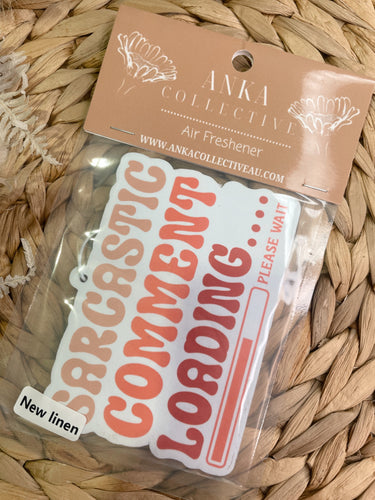 ANKA
COLLECTIVE
Air Freshener
WWW.ANKACOLLECTIVEAU.COM
SARCASTIC
COMMENT
LOADING....
PLEASE WAIT
New linen